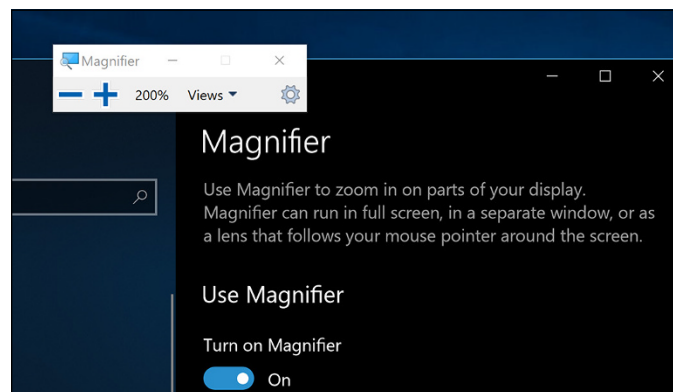 Magnifier
200% Views
Magnifier
Use Magnifier to zoom in on parts of your display.
Magnifier can run in full screen, in a separate window, or as
a lens that follows your mouse pointer around the screen.
Use Magnifier
Turn on Magnifier
On